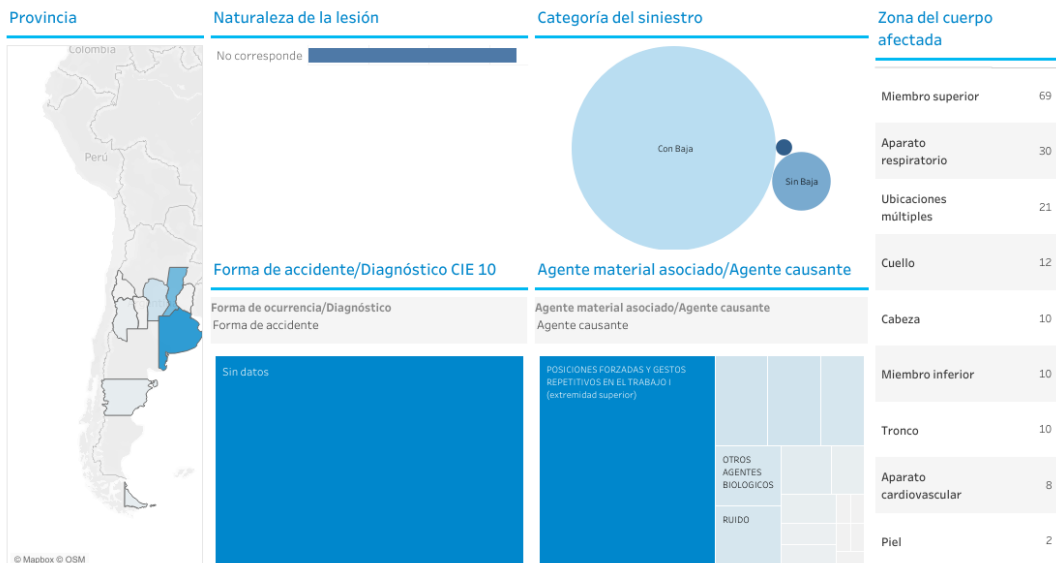 Provincia
Colombia
Perú
© Mapbox © OSM
Naturaleza de la lesión
No corresponde
Categoría del siniestro
Con Baja
Sin Baja
Forma de accidente/Diagnóstico CIE 10
Forma de ocurrencia/Diagnóstico
Forma de accidente
Sin datos
Agente material asociado/Agente causante
Agente material asociado/Agente causante
Agente causante
POSICIONES FORZADAS Y GESTOS
REPETITIVOS EN EL TRABAJO I
(extremidad superior)
OTROS
AGENTES
BIOLOGICOS
RUIDO
Zona del cuerpo
afectada
Miembro superior 69
Aparato
respiratorio 30
Ubicaciones
múltiples 21
Cuello 12
Cabeza 10
Miembro inferior 10
Tronco 10
Aparato
cardiovascular 8
Piel 2